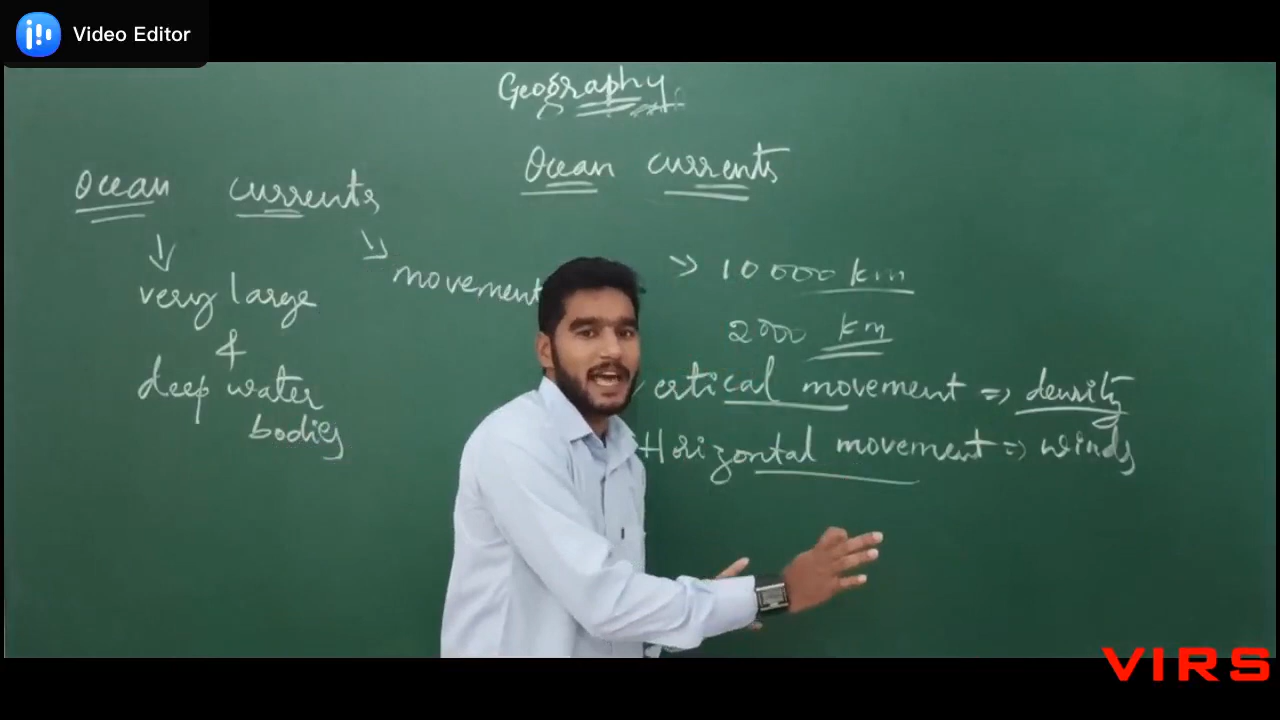 Video Editor
Geography
Ocean currents
Ocean currents
very large
&
deep water
bodies
movement
10000 km
2000 km
vertical movement => density
Horizontal movement => winds
VIRS